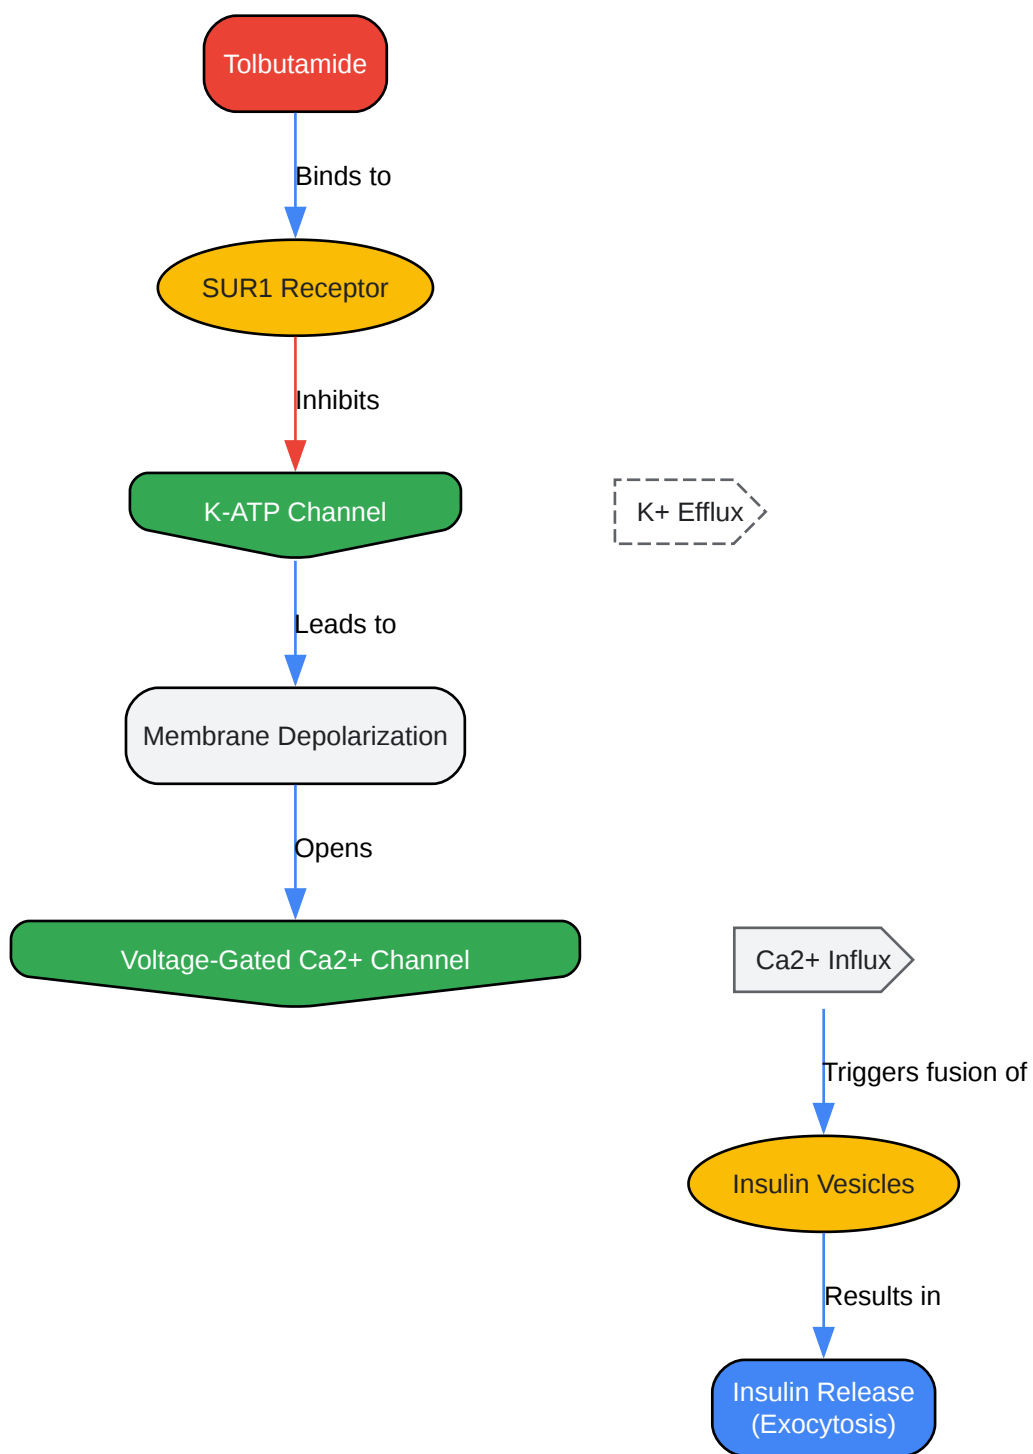 Tolbutamide
Binds to
SUR1 Receptor
Inhibits
K-ATP Channel
K+ Efflux
Leads to
Membrane Depolarization
Opens
Voltage-Gated Ca2+ Channel
Ca2+ Influx
Triggers fusion of
Insulin Vesicles
Results in
Insulin Release
(Exocytosis)